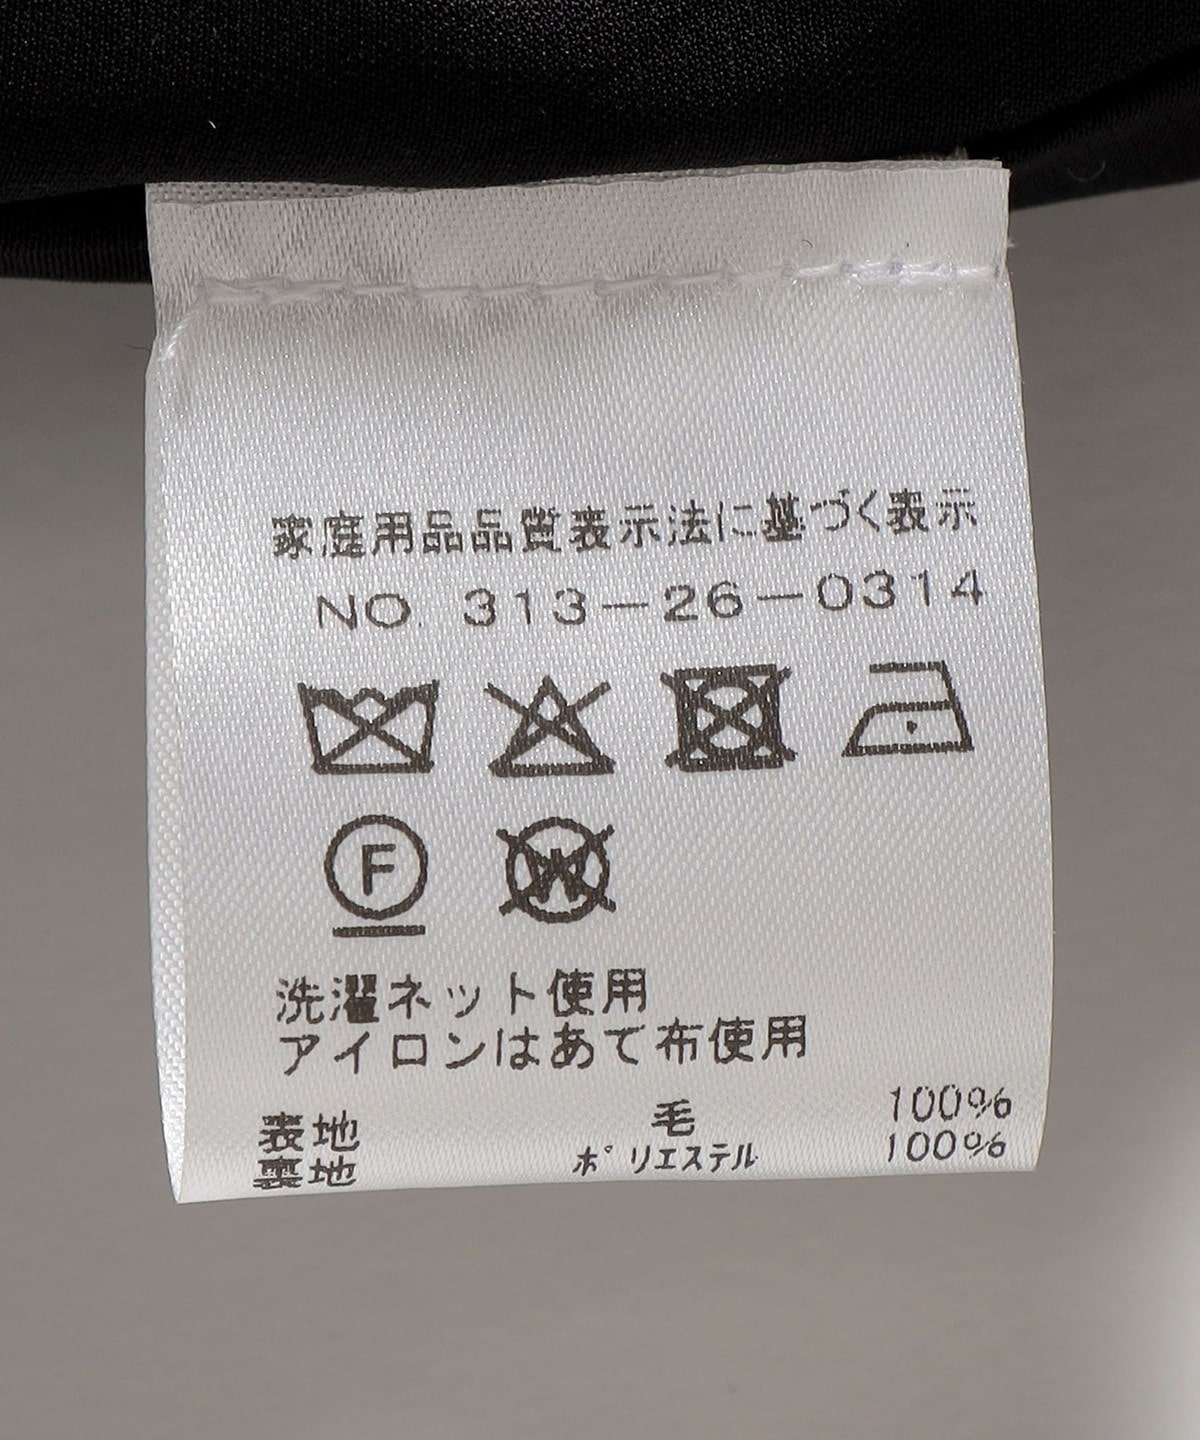 家庭用品品質表示法に基づく表示
NO. 313-26-0314
F W
洗濯ネット使用
アイロンはあて布使用
表地 毛 100%
裏地 ポリエステル 100%